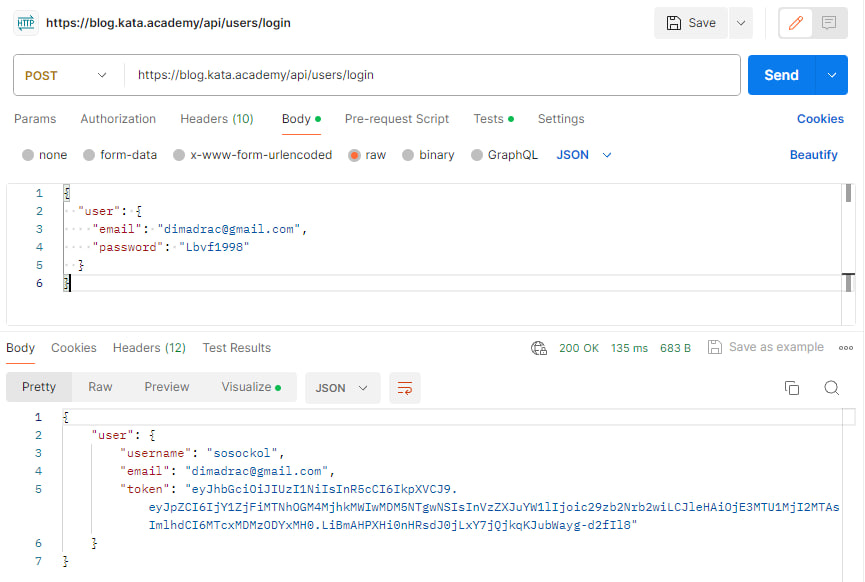 HTTP https://blog.kata.academy/api/users/login Save
POST https://blog.kata.academy/api/users/login Send
Params Authorization Headers (10) Body Pre-request Script Tests Settings Cookies
none form-data x-www-form-urlencoded raw binary GraphQL JSON Beautify
1 {
2 "user": {
3 "email": "dimadrac@gmail.com",
4 "password": "Lbvf1998"
5 }
6 }
Body Cookies Headers (12) Test Results 200 OK 135 ms 683 B Save as example
Pretty Raw Preview Visualize JSON
1 {
2 "user": {
3 "username": "sosockol",
4 "email": "dimadrac@gmail.com",
5 "token": "eyJhbGciOiJIUzI1NiIsInR5cCI6IkpXVCJ9.
eyJpZCI6IjY1ZjFiMTNhOGM4MjhkMWIwMDM5NTgwNSIsInVzZXJuYW1lIjoic29zb2Nrb2wiLCJleHAiOjE3MTU1MjI2MTAs
ImlhdCI6MTcxMDMzODYxMH0.LiBmAHPXHi0nHRsdJ0jLxY7jQjkqKJubWayg-d2fIl8"
6 }
7 }